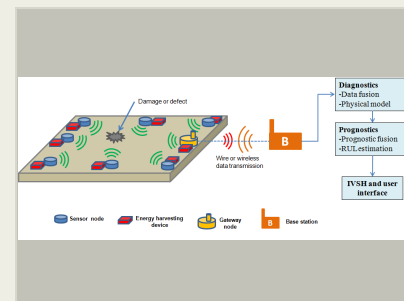 Damage or defect
Diagnostics
-Data fusion
-Physical model
B
Prognostics
-Prognostic fusion
-RUL estimation
Wire or wireless
data transmission
IVSH and user
interface
Sensor node
Energy harvesting
device
Gateway
node
B
Base station